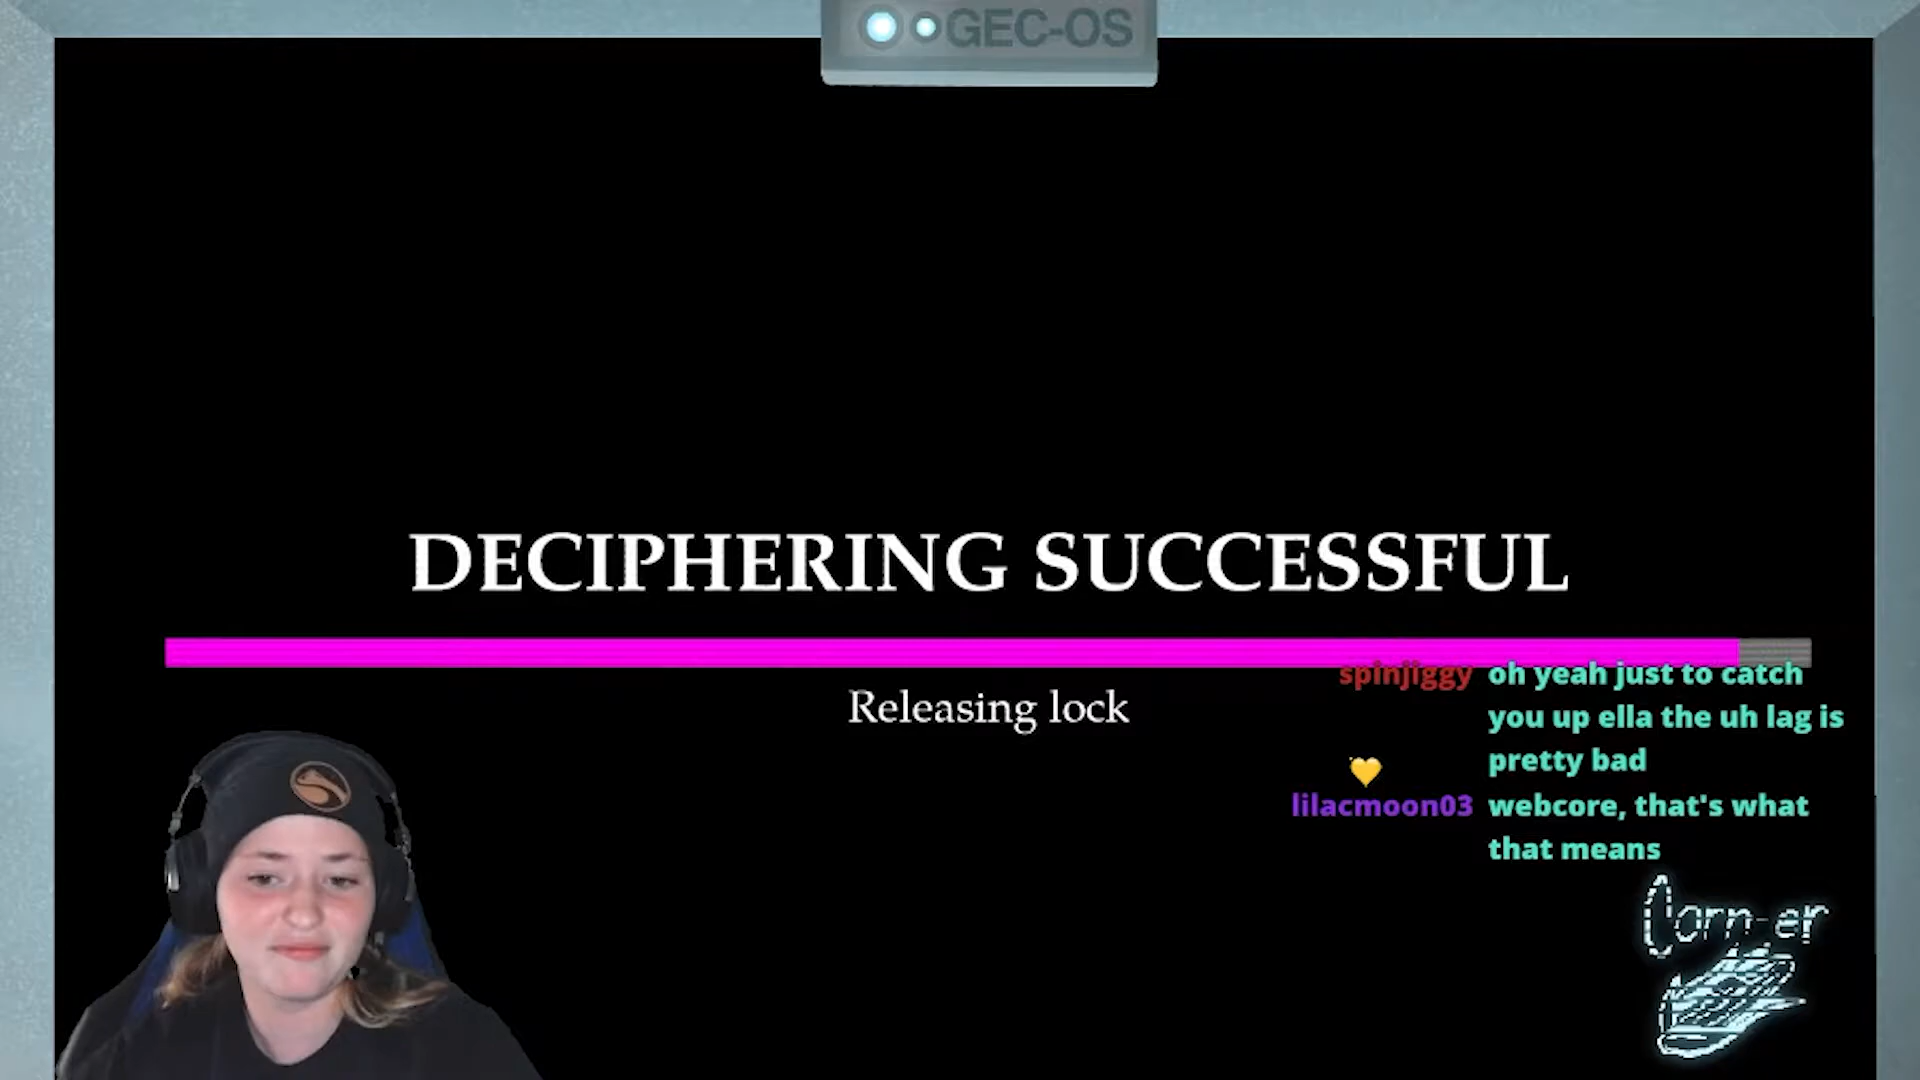 GEC-OS
DECIPHERING SUCCESSFUL
Releasing lock
spinjiggy oh yeah just to catch
you up ella the uh lag is
pretty bad
lilacmoon03 webcore, that's what
that means
Corn-er